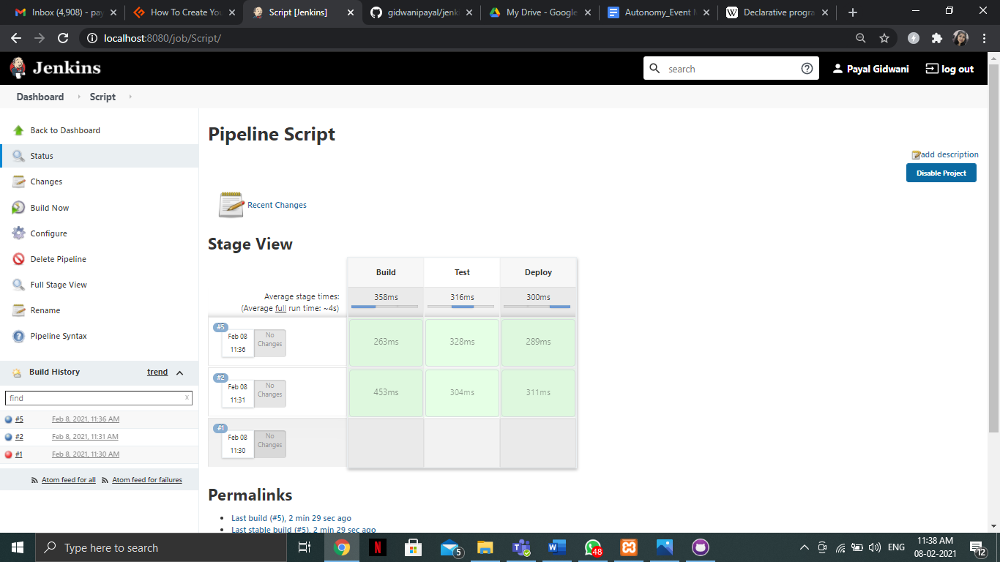 Inbox (4,908) - pay
How To Create You
Script [Jenkins]
gidwanipayal/jenk
My Drive - Google
Autonomy_Event M
Declarative progra
localhost:8080/job/Script/
Jenkins
search
Payal Gidwani
log out
Dashboard
Script
Back to Dashboard
Status
Changes
Build Now
Configure
Delete Pipeline
Full Stage View
Rename
Pipeline Syntax
Build History
trend
find
x
#5 Feb 8, 2021, 11:36 AM
#2 Feb 8, 2021, 11:31 AM
#1 Feb 8, 2021, 11:30 AM
Atom feed for all
Atom feed for failures
Pipeline Script
add description
Disable Project
Recent Changes
Stage View
Build Test Deploy
Average stage times: 358ms 316ms 300ms
(Average full run time: ~4s)
#5
Feb 08
11:36
No
Changes
263ms 328ms 289ms
#2
Feb 08
11:31
No
Changes
453ms 304ms 311ms
#1
Feb 08
11:30
No
Changes
Permalinks
Last build (#5), 2 min 29 sec ago
Last stable build (#5), 2 min 29 sec ago
Type here to search
5
48
ENG
11:38 AM
08-02-2021
12